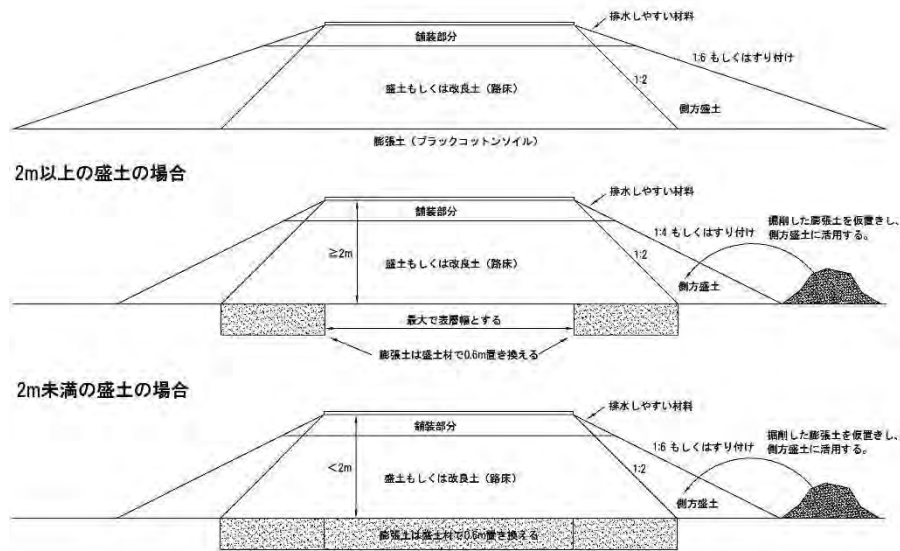 排水しやすい材料
舗装部分
1:6 もしくはすり付け
1:2
盛土もしくは改良土（路床）
側方盛土
膨張土（ブラックコットンソイル）
2m以上の盛土の場合
排水しやすい材料
舗装部分
1:4 もしくはすり付け
掘削した膨張土を仮置きし、
側方盛土に活用する。
≧2m
1:2
盛土もしくは改良土（路床）
側方盛土
最大で表層幅とする
膨張土は盛土材で0.6m置き換える
2m未満の盛土の場合
排水しやすい材料
舗装部分
1:6 もしくはすり付け
掘削した膨張土を仮置きし、
側方盛土に活用する。
<2m
1:2
盛土もしくは改良土（路床）
側方盛土
膨張土は盛土材で0.6m置き換える